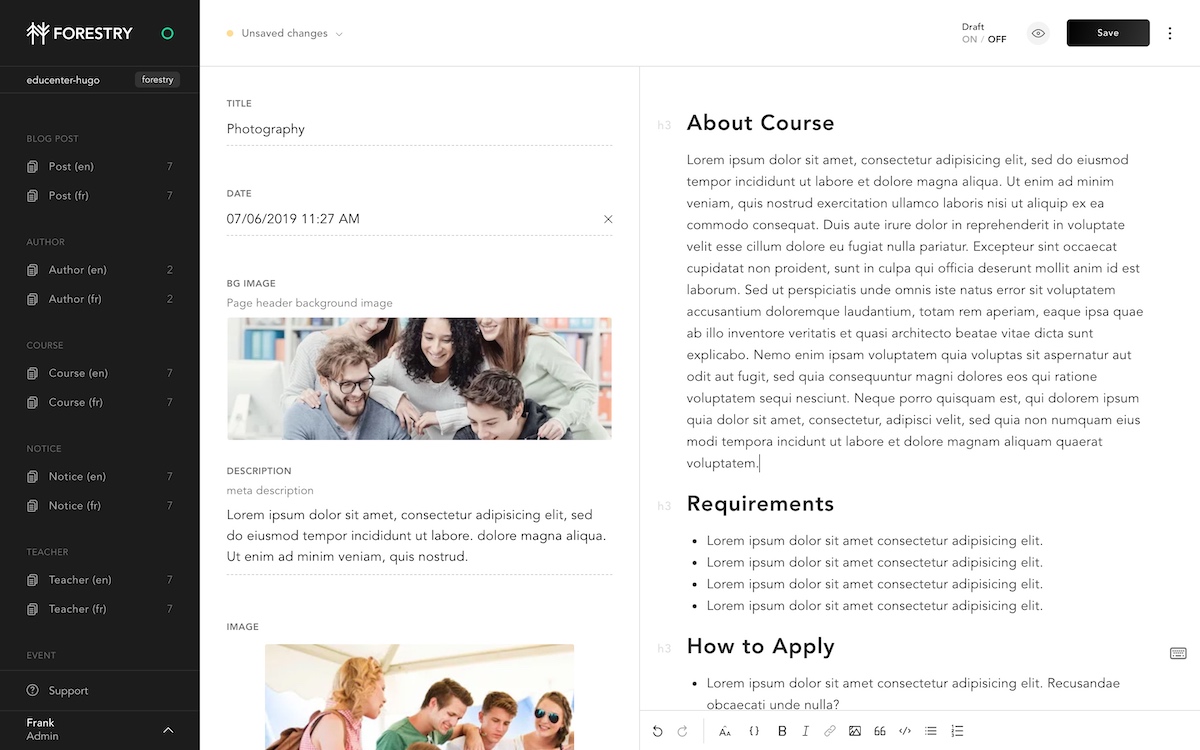 FORESTRY
educenter-hugo forestry
BLOG POST
Post (en) 7
Post (fr) 7
AUTHOR
Author (en) 2
Author (fr) 2
COURSE
Course (en) 7
Course (fr) 7
NOTICE
Notice (en) 7
Notice (fr) 7
TEACHER
Teacher (en) 7
Teacher (fr) 7
EVENT
Support
Frank
Admin
Unsaved changes
Draft
ON / OFF
Save
TITLE
Photography
DATE
07/06/2019 11:27 AM
BG IMAGE
Page header background image
DESCRIPTION
meta description
Lorem ipsum dolor sit amet, consectetur adipisicing elit, sed
do eiusmod tempor incididunt ut labore. dolore magna aliqua.
Ut enim ad minim veniam, quis nostrud.
IMAGE
h3 About Course
Lorem ipsum dolor sit amet, consectetur adipisicing elit, sed do eiusmod
tempor incididunt ut labore et dolore magna aliqua. Ut enim ad minim
veniam, quis nostrud exercitation ullamco laboris nisi ut aliquip ex ea
commodo consequat. Duis aute irure dolor in reprehenderit in voluptate
velit esse cillum dolore eu fugiat nulla pariatur. Excepteur sint occaecat
cupidatat non proident, sunt in culpa qui officia deserunt mollit anim id est
laborum. Sed ut perspiciatis unde omnis iste natus error sit voluptatem
accusantium doloremque laudantium, totam rem aperiam, eaque ipsa quae
ab illo inventore veritatis et quasi architecto beatae vitae dicta sunt
explicabo. Nemo enim ipsam voluptatem quia voluptas sit aspernatur aut
odit aut fugit, sed quia consequuntur magni dolores eos qui ratione
voluptatem sequi nesciunt. Neque porro quisquam est, qui dolorem ipsum
quia dolor sit amet, consectetur, adipisci velit, sed quia non numquam eius
modi tempora incidunt ut labore et dolore magnam aliquam quaerat
voluptatem.
h3 Requirements
• Lorem ipsum dolor sit amet consectetur adipisicing elit.
• Lorem ipsum dolor sit amet consectetur adipisicing elit.
• Lorem ipsum dolor sit amet consectetur adipisicing elit.
• Lorem ipsum dolor sit amet consectetur adipisicing elit.
h3 How to Apply
• Lorem ipsum dolor sit amet consectetur adipisicing elit. Recusandae
obcaecati unde nulla?